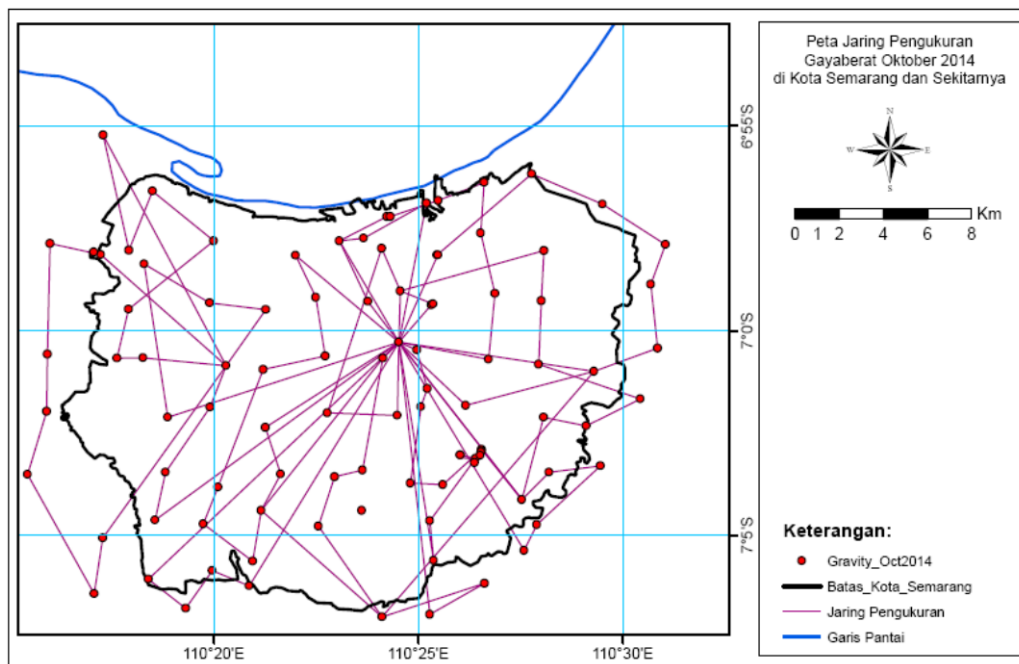 Peta Jaring Pengukuran
Gayaberat Oktober 2014
di Kota Semarang dan Sekitarnya
N
W E
S
Km
0 1 2 4 6 8
6°55'S
7°0'S
7°5'S
110°20'E 110°25'E 110°30'E
Keterangan:
Gravity_Oct2014
Batas_Kota_Semarang
Jaring Pengukuran
Garis Pantai